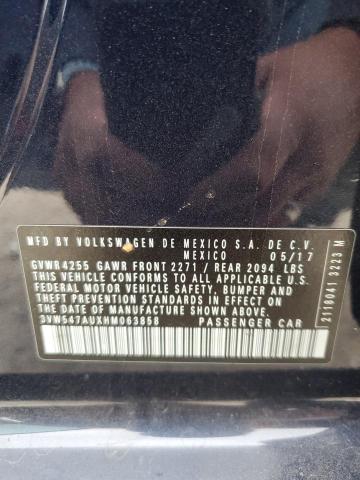 MFD BY VOLKSWAGEN DE MEXICO S.A. DE C.V.
MEXICO 05/17
GVWR4255 GAWR FRONT 2271 / REAR 2094 LBS
THIS VEHICLE CONFORMS TO ALL APPLICABLE U.S.
FEDERAL MOTOR VEHICLE SAFETY, BUMPER AND
THEFT PREVENTION STANDARDS IN EFFECT ON THE
DATE OF MANUFACTURE SHOWN ABOVE.
3VW547AUXHM063858 PASSENGER CAR
2118041 3223 M